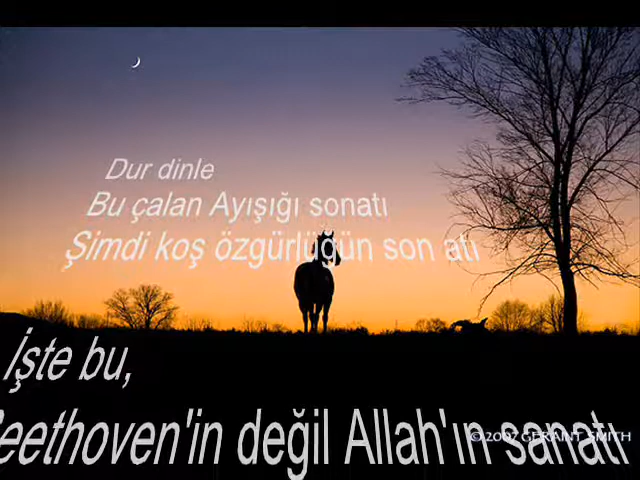 Dur dinle
Bu çalan Ayışığı sonatı
Şimdi koş özgürlüğün son atı
İşte bu,
Beethoven'in değil Allah'ın sanatı
© 2007 GERAINT SMITH